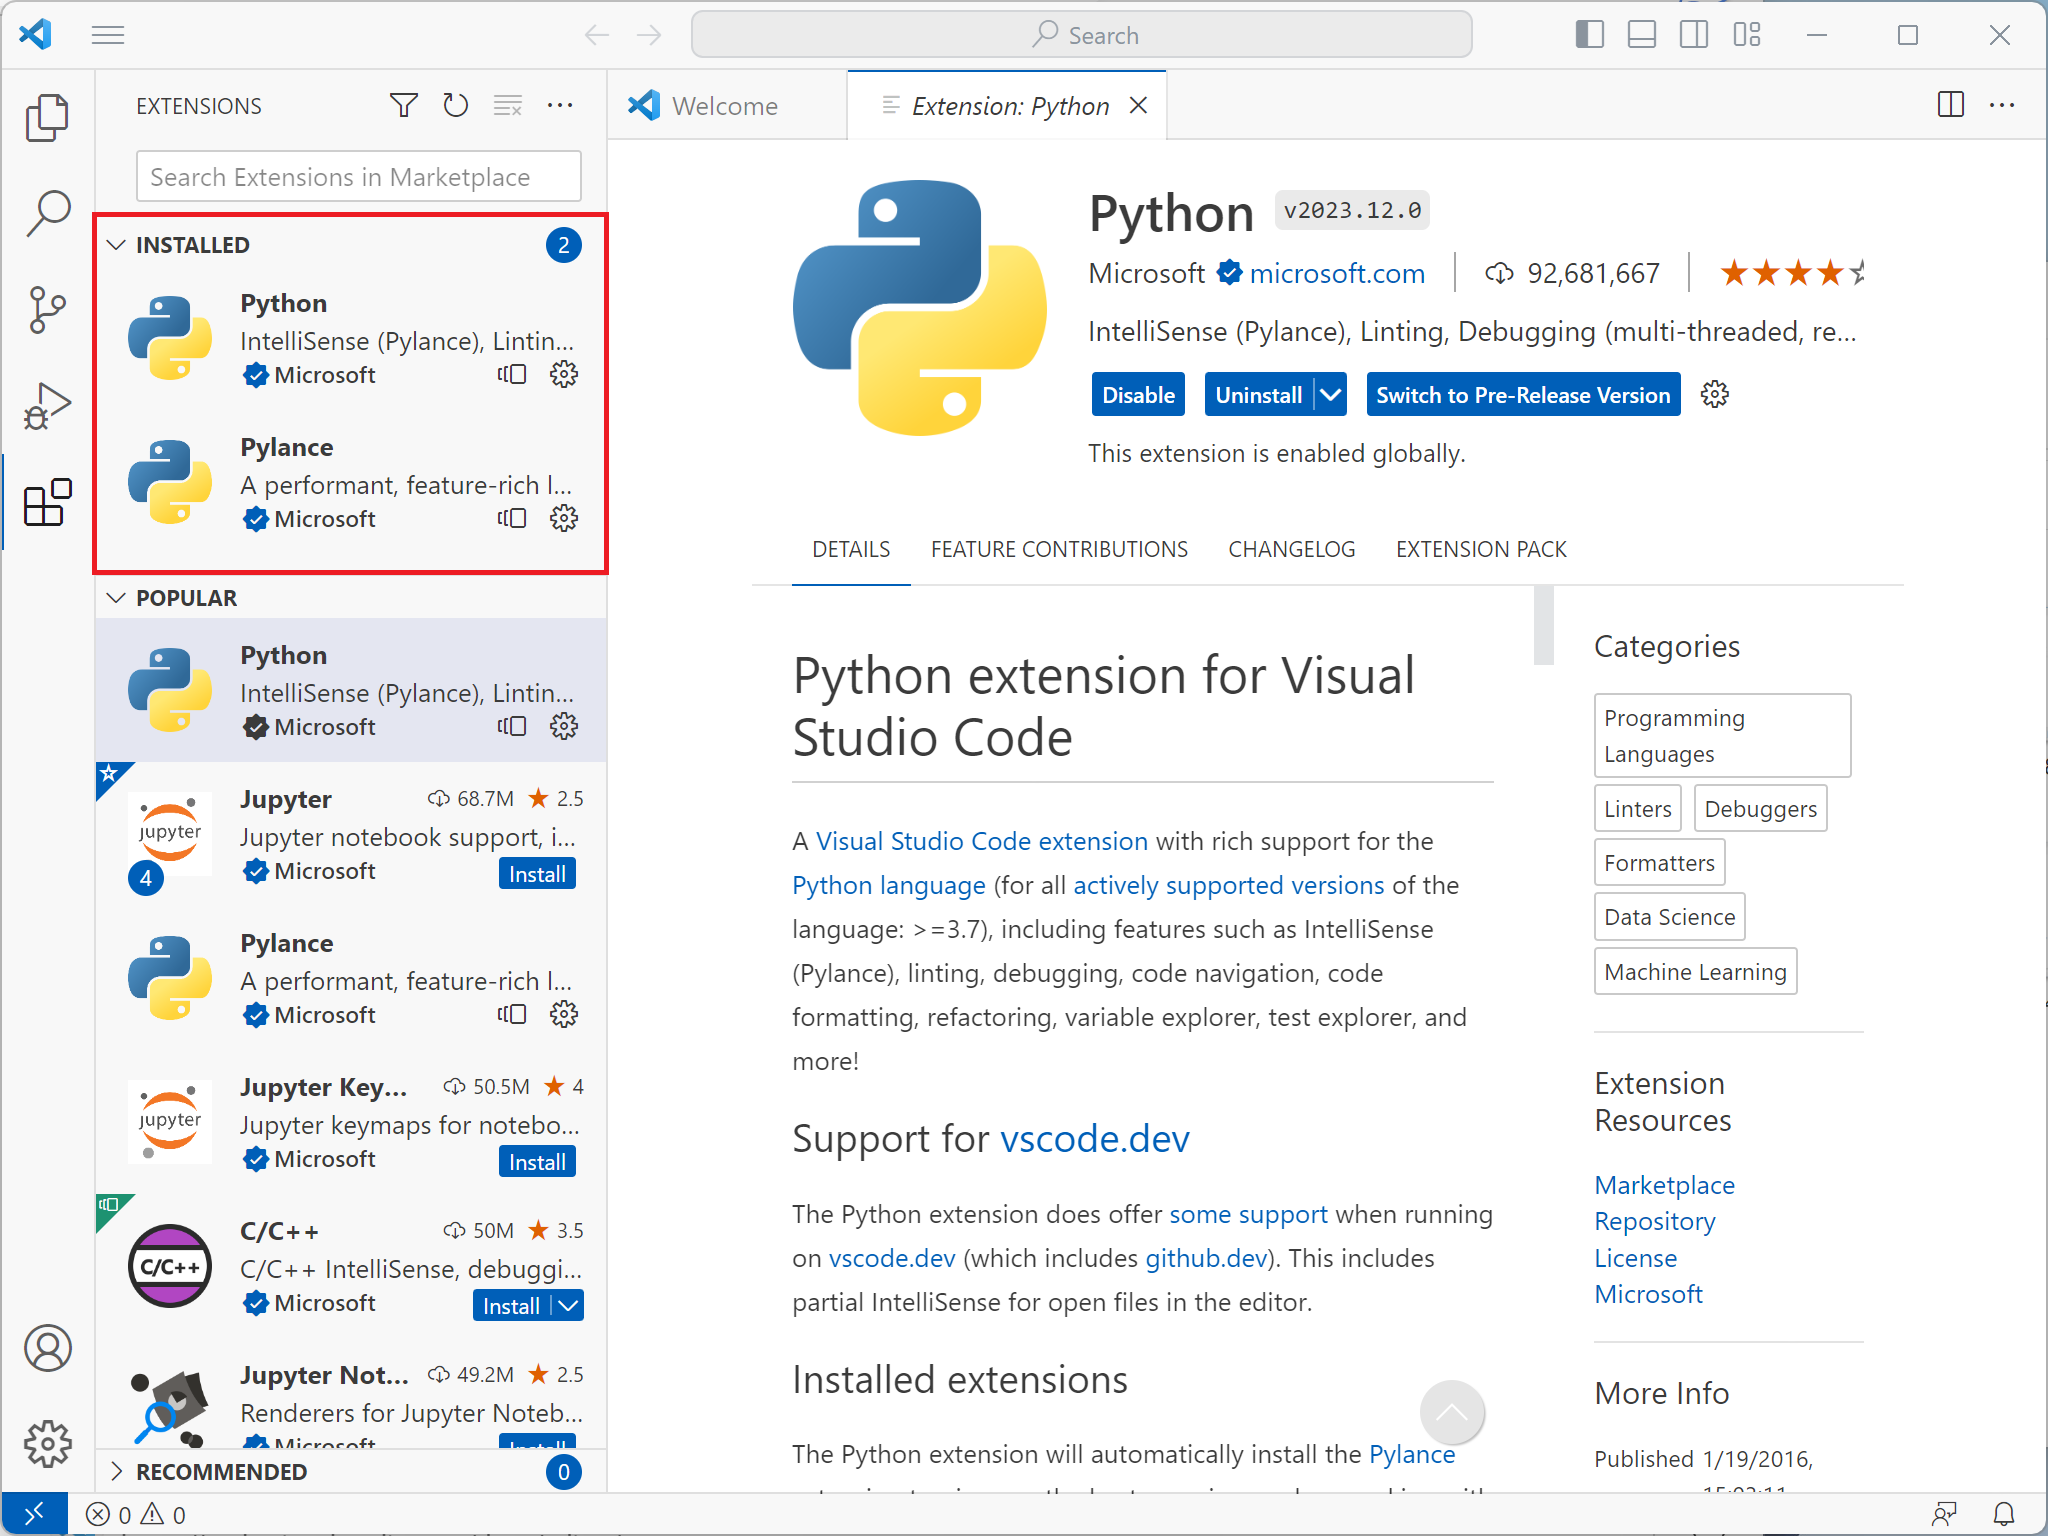 Search
EXTENSIONS
Search Extensions in Marketplace
INSTALLED
2
Python
IntelliSense (Pylance), Lintin...
Microsoft
Pylance
A performant, feature-rich l...
Microsoft
POPULAR
Python
IntelliSense (Pylance), Lintin...
Microsoft
Jupyter 68.7M 2.5
jupyter
Jupyter notebook support, i...
4
Microsoft
Install
Pylance
A performant, feature-rich l...
Microsoft
Jupyter Key... 50.5M 4
jupyter
Jupyter keymaps for notebo...
Microsoft
Install
C/C++ 50M 3.5
C/C++
C/C++ IntelliSense, debuggi...
Microsoft
Install
Jupyter Not... 49.2M 2.5
Renderers for Jupyter Noteb...
Microsoft
Install
RECOMMENDED
0
Welcome
Extension: Python
Python v2023.12.0
Microsoft microsoft.com 92,681,667
IntelliSense (Pylance), Linting, Debugging (multi-threaded, re...
Disable Uninstall Switch to Pre-Release Version
This extension is enabled globally.
DETAILS FEATURE CONTRIBUTIONS CHANGELOG EXTENSION PACK
Python extension for Visual
Studio Code
A Visual Studio Code extension with rich support for the
Python language (for all actively supported versions of the
language: >=3.7), including features such as IntelliSense
(Pylance), linting, debugging, code navigation, code
formatting, refactoring, variable explorer, test explorer, and
more!
Support for vscode.dev
The Python extension does offer some support when running
on vscode.dev (which includes github.dev). This includes
partial IntelliSense for open files in the editor.
Installed extensions
The Python extension will automatically install the Pylance
Categories
Programming
Languages
Linters
Debuggers
Formatters
Data Science
Machine Learning
Extension
Resources
Marketplace
Repository
License
Microsoft
More Info
Published 1/19/2016,
0 0